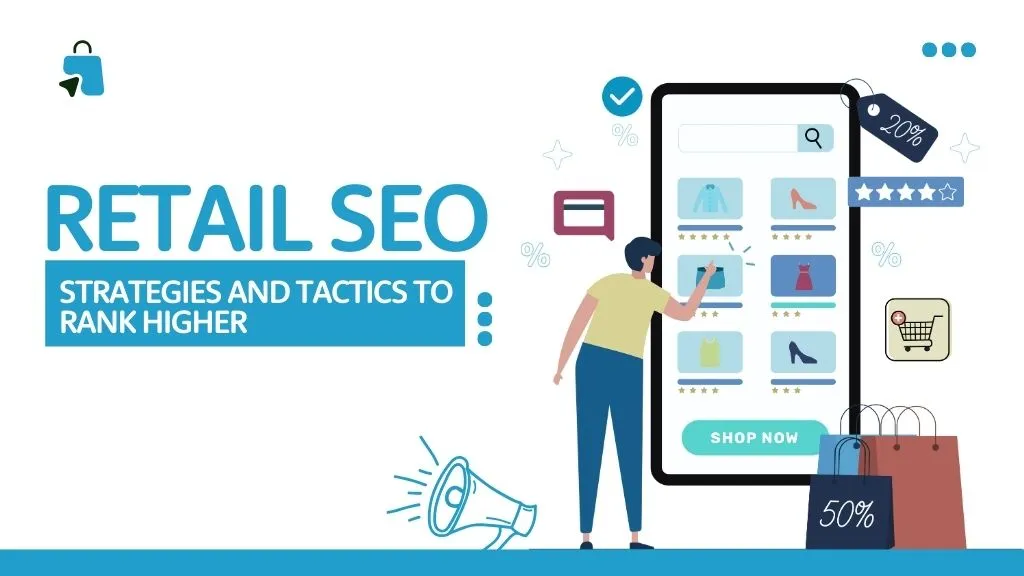 RETAIL SEO
STRATEGIES AND TACTICS TO
RANK HIGHER
%
20%
%
%
SHOP NOW
50%